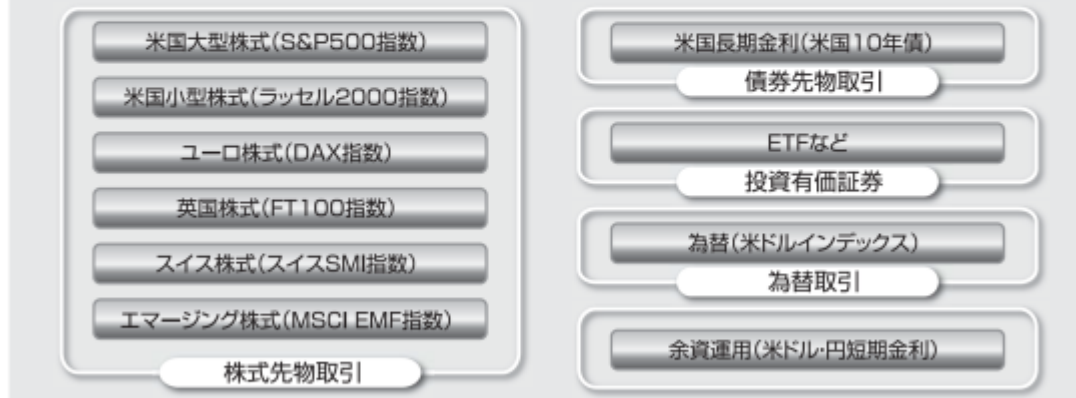 米国大型株式(S&P500指数)
米国小型株式(ラッセル2000指数)
ユーロ株式(DAX指数)
英国株式(FT100指数)
スイス株式(スイスSMI指数)
エマージング株式(MSCI EMF指数)
株式先物取引
米国長期金利(米国10年債)
債券先物取引
ETFなど
投資有価証券
為替(米ドルインデックス)
為替取引
余資運用(米ドル・円短期金利)